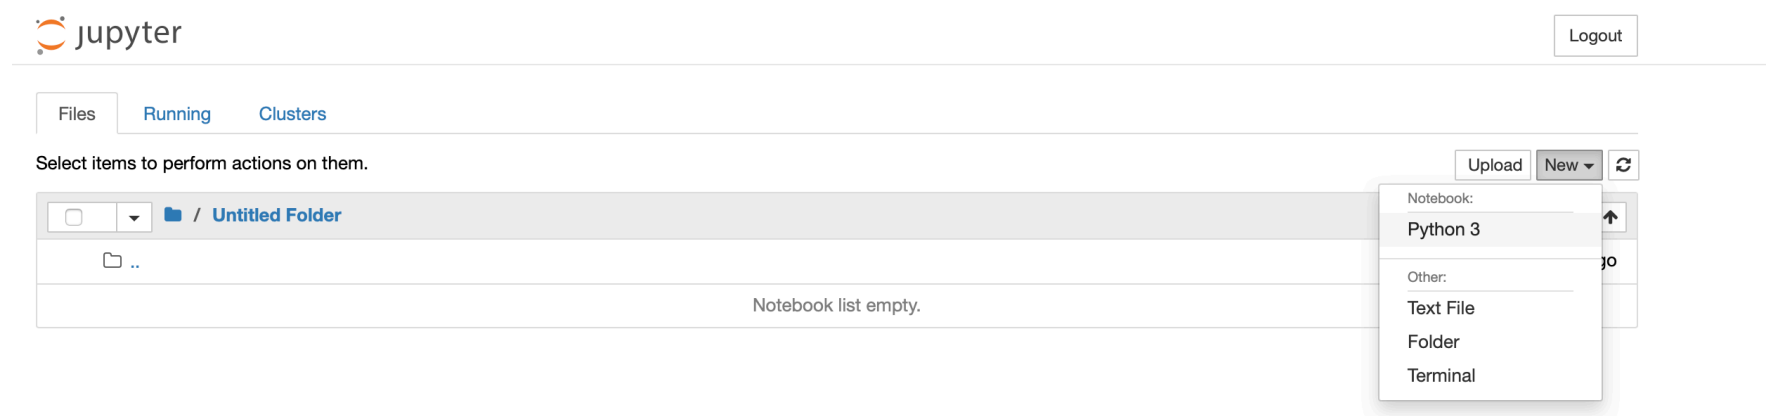 jupyter
Logout
Files Running Clusters
Select items to perform actions on them.
Upload New
Notebook:
/ Untitled Folder
Python 3
..
Other:
Notebook list empty.
Text File
Folder
Terminal